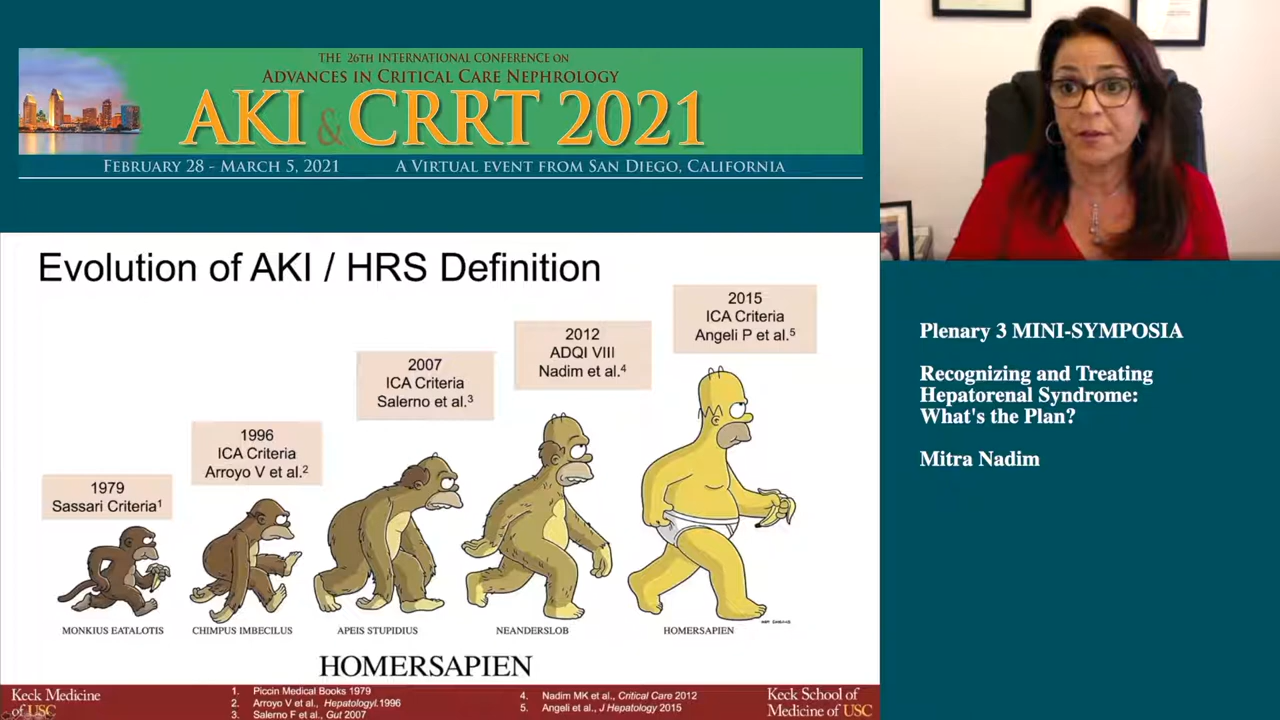 THE 26TH INTERNATIONAL CONFERENCE ON
ADVANCES IN CRITICAL CARE NEPHROLOGY
AKI & CRRT 2021
FEBRUARY 28 - MARCH 5, 2021 A VIRTUAL EVENT FROM SAN DIEGO, CALIFORNIA
Evolution of AKI / HRS Definition
1979
Sassari Criteria¹
1996
ICA Criteria
Arroyo V et al.²
2007
ICA Criteria
Salerno et al.³
2012
ADQI VIII
Nadim et al.⁴
2015
ICA Criteria
Angeli P et al.⁵
MONKIUS EATALOTIS
CHIMPUS IMBECILUS
APEIS STUPIDIUS
NEANDERSLOB
HOMERSAPIEN
HOMERSAPIEN
Keck Medicine
of USC
1. Piccin Medical Books 1979
2. Arroyo V et al., Hepatologyl.1996
3. Salerno F et al., Gut 2007
4. Nadim MK et al., Critical Care 2012
5. Angeli et al., J Hepatology 2015
Keck School of
Medicine of USC
Plenary 3 MINI-SYMPOSIA
Recognizing and Treating
Hepatorenal Syndrome:
What's the Plan?
Mitra Nadim